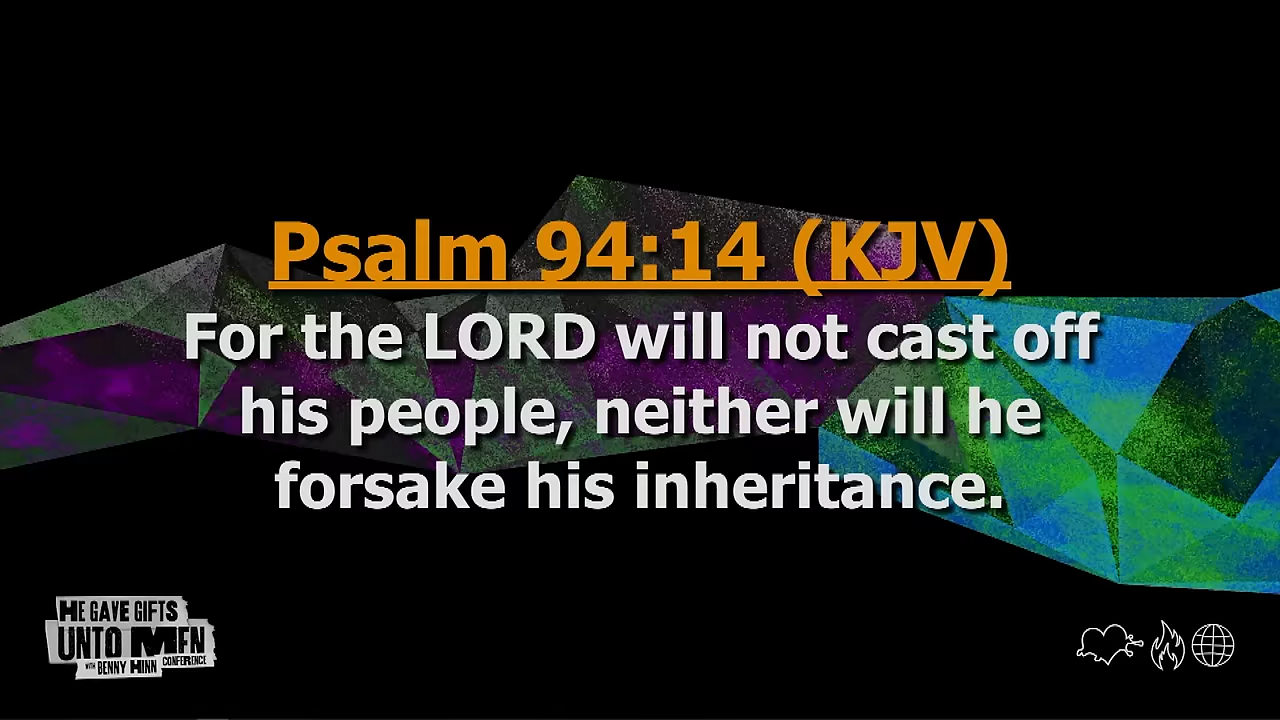 Psalm 94:14 (KJV)
For the LORD will not cast off
his people, neither will he
forsake his inheritance.
HE GAVE GIFTS
UNTO MEN
WITH BENNY HINN CONFERENCE